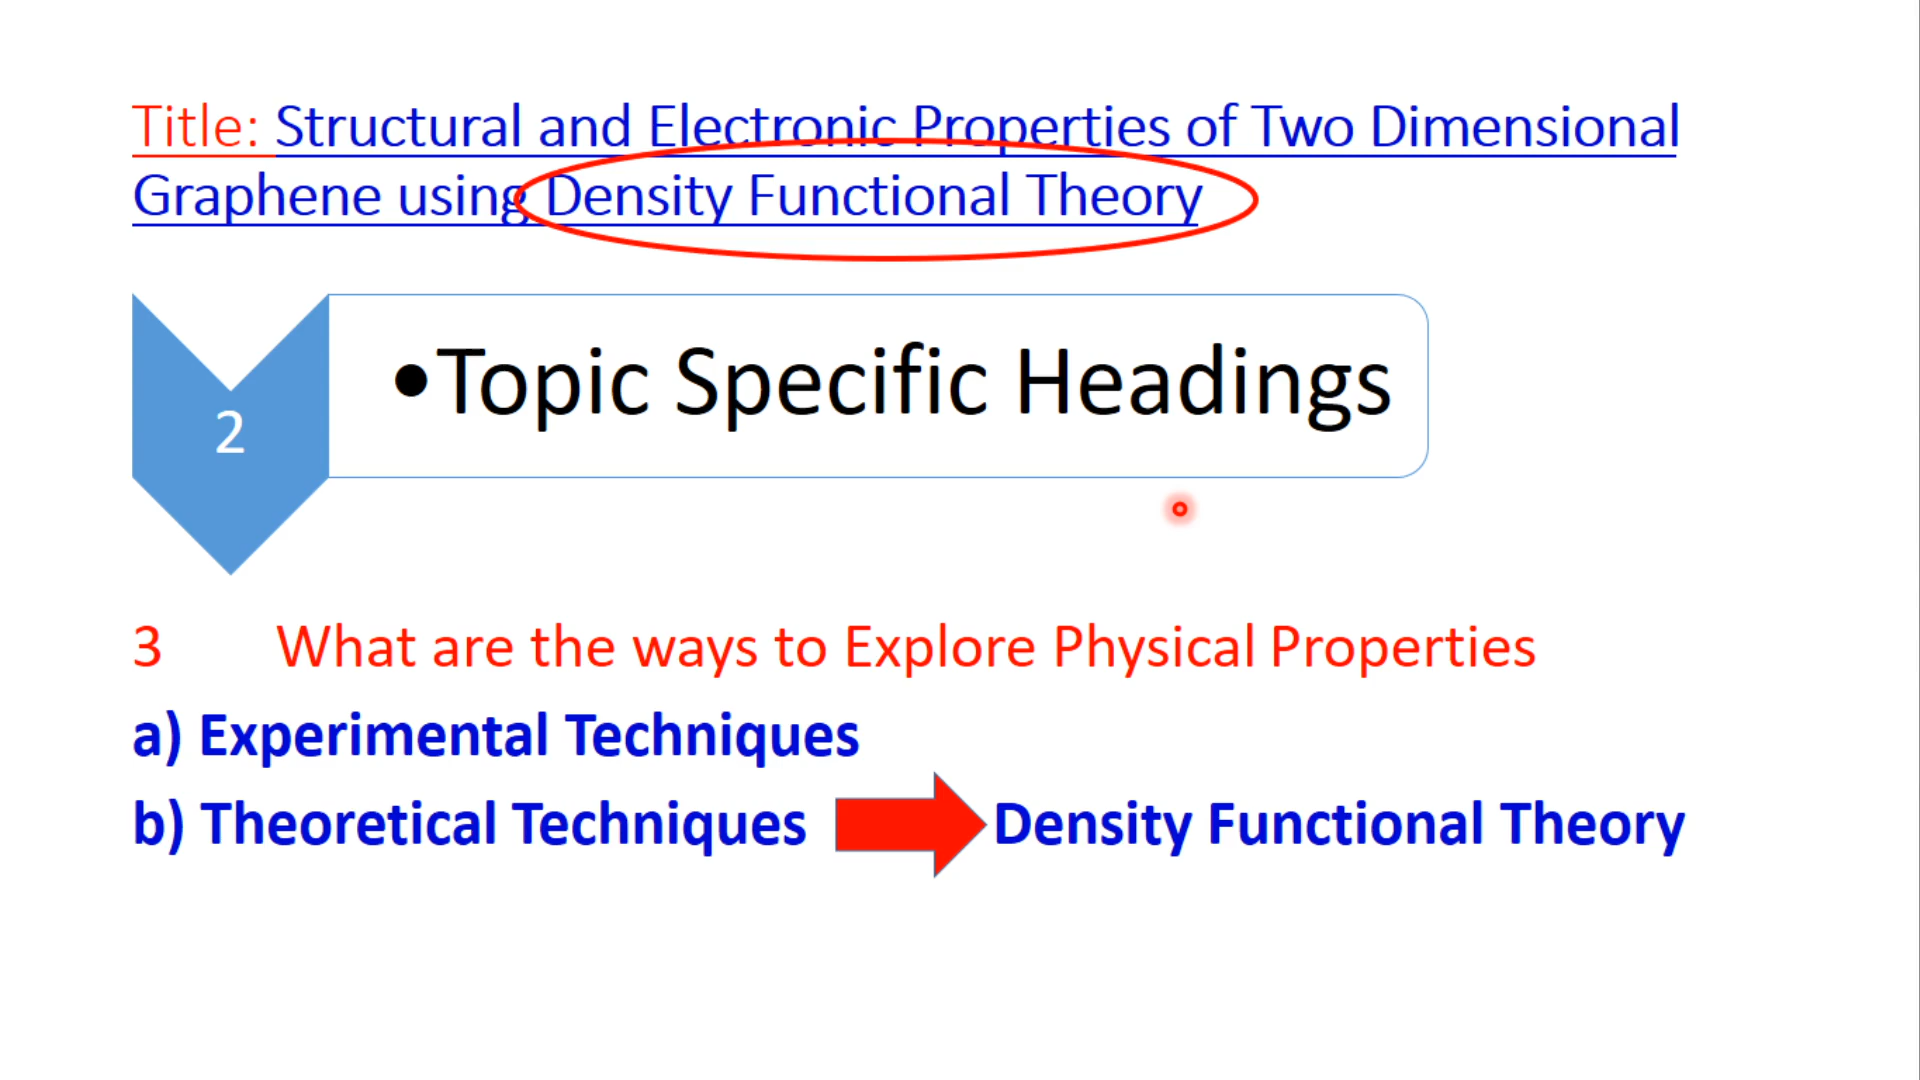 Title: Structural and Electronic Properties of Two Dimensional
Graphene using Density Functional Theory
2
•Topic Specific Headings
3 What are the ways to Explore Physical Properties
a) Experimental Techniques
b) Theoretical Techniques Density Functional Theory